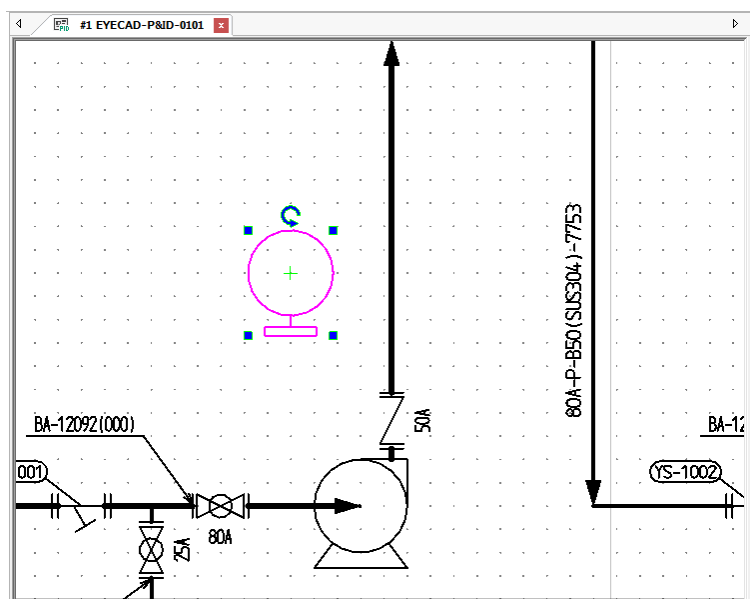 #1 EYECAD-P&ID-0101
80A-P-B50(SUS304)-7753
50A
BA-12092(000)
BA-12
001)
YS-1002
80A
25A